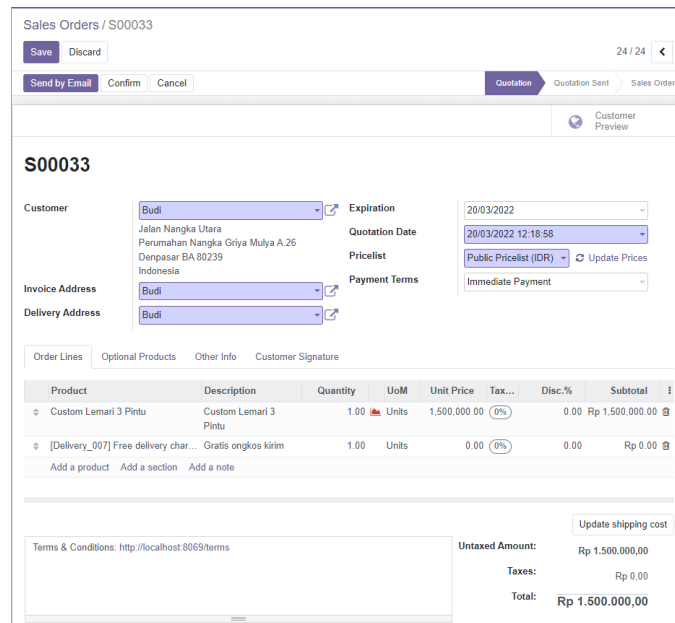 Sales Orders / S00033
Save Discard 24 / 24
Send by Email Confirm Cancel Quotation Quotation Sent Sales Order
Customer
Preview
S00033
Customer Budi
Jalan Nangka Utara
Perumahan Nangka Griya Mulya A.26
Denpasar BA 80239
Indonesia
Invoice Address Budi
Delivery Address Budi
Expiration 20/03/2022
Quotation Date 20/03/2022 12:18:58
Pricelist Public Pricelist (IDR) Update Prices
Payment Terms Immediate Payment
Order Lines Optional Products Other Info Customer Signature
Product Description Quantity UoM Unit Price Tax... Disc.% Subtotal
Custom Lemari 3 Pintu Custom Lemari 3 Pintu 1.00 Units 1,500,000.00 0% 0.00 Rp 1,500,000.00
[Delivery_007] Free delivery char... Gratis ongkos kirim 1.00 Units 0.00 0% 0.00 Rp 0.00
Add a product Add a section Add a note
Update shipping cost
Terms & Conditions: http://localhost:8069/terms
Untaxed Amount: Rp 1.500.000,00
Taxes: Rp 0,00
Total: Rp 1.500.000,00